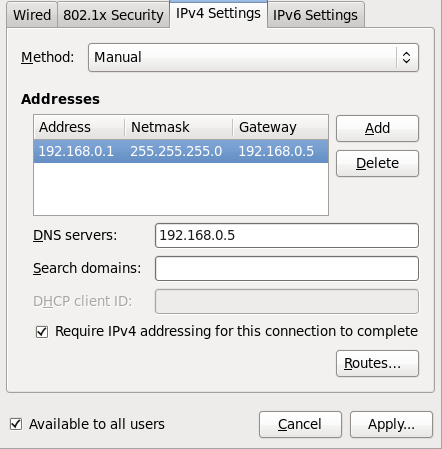 Wired 802.1x Security IPv4 Settings IPv6 Settings
Method: Manual
Addresses
Address Netmask Gateway
192.168.0.1 255.255.255.0 192.168.0.5
Add
Delete
DNS servers: 192.168.0.5
Search domains:
DHCP client ID:
Require IPv4 addressing for this connection to complete
Routes...
Available to all users Cancel Apply...